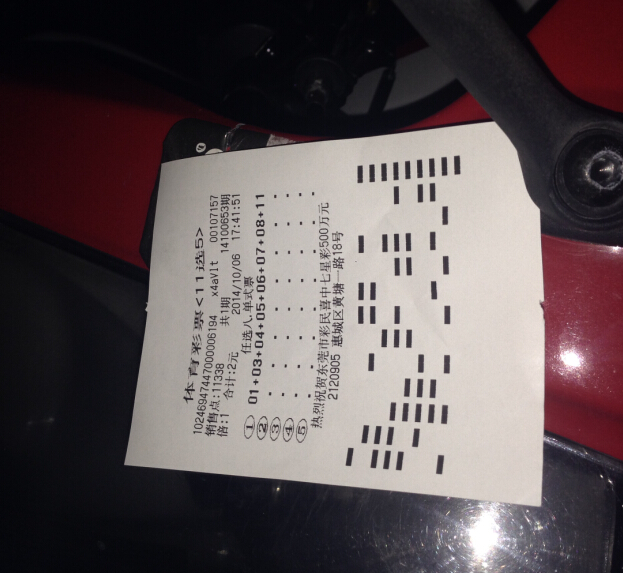 体育彩票<11选5>
102469474470000006194 x4aVlt 00107157
销售点:11338 共1期 14100653期
倍:1 合计:2元 2014/10/06 17:41:51
任选八.单式票
① 01+03+04+05+06+07+08+11
②
③
④
⑤
热烈祝贺东莞市彩民喜中七星彩500万元
2120905 惠城区黄塘一路18号